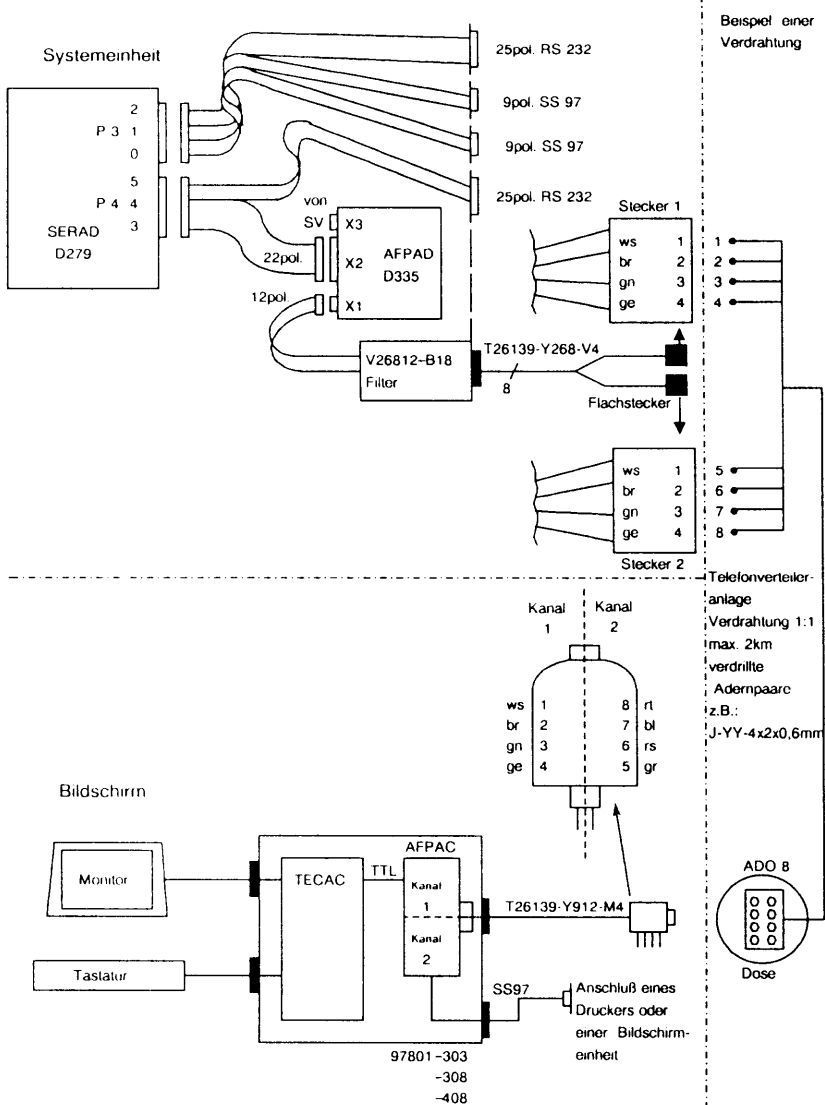 Systemeinheit
2
P 3 1
0
5
P 4 4
3
SERAD
D279
25pol. RS 232
9pol. SS 97
9pol. SS 97
25pol. RS 232
von
SV
X3
X2
X1
AFPAD
D335
22pol.
12pol.
V26812-B18
Filter
T26139-Y268-V4
8
Flachstecker
Stecker 1
ws 1
br 2
gn 3
ge 4
1
2
3
4
ws 1
br 2
gn 3
ge 4
Stecker 2
5
6
7
8
Beispiel einer
Verdrahtung
Telefonverteiler-
anlage
Verdrahtung 1:1
max. 2km
verdrillte
Adernpaare
z.B.:
J-YY-4x2x0,6mm
ADO 8
Dose
Kanal Kanal
1 2
ws 1 8 rt
br 2 7 bl
gn 3 6 rs
ge 4 5 gr
Bildschirm
Monitor
Tastatur
TECAC
TTL
AFPAC
Kanal
1
Kanal
2
T26139-Y912-M4
SS97
Anschluß eines
Druckers oder
einer Bildschirm-
einheit
97801-303
-308
-408